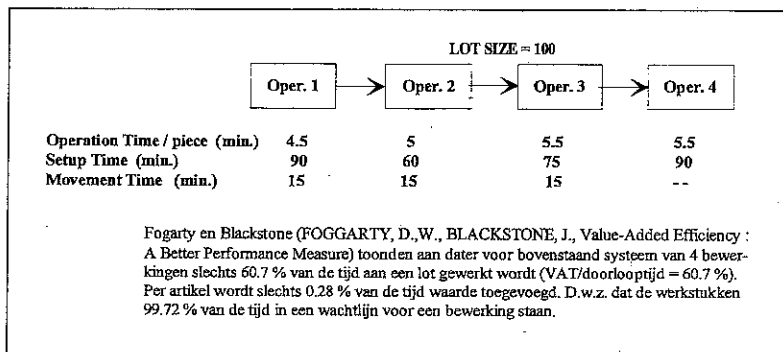 LOT SIZE = 100
Oper. 1 Oper. 2 Oper. 3 Oper. 4
Operation Time / piece (min.) 4.5 5 5.5 5.5
Setup Time (min.) 90 60 75 90
Movement Time (min.) 15 15 15 --
Fogarty en Blackstone (FOGGARTY, D.,W., BLACKSTONE, J., Value-Added Efficiency :
A Better Performance Measure) toonden aan dater voor bovenstaand systeem van 4 bewer-
kingen slechts 60.7 % van de tijd aan een lot gewerkt wordt (VAT/doorlooptijd = 60.7 %).
Per artikel wordt slechts 0.28 % van de tijd waarde toegevoegd. D.w.z. dat de werkstukken
99.72 % van de tijd in een wachtlijn voor een bewerking staan.